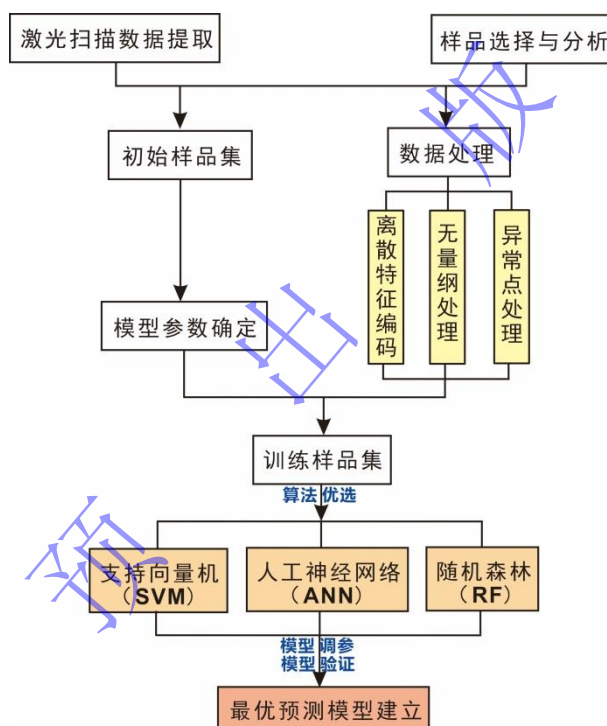 激光扫描数据提取
样品选择与分析
初始样品集
数据处理
离散特征编码
无量纲处理
异常点处理
模型参数确定
训练样品集
算法 优选
支持向量机
（SVM）
人工神经网络
（ANN）
随机森林
（RF）
模型 调参
模型 验证
最优预测模型建立
预出版